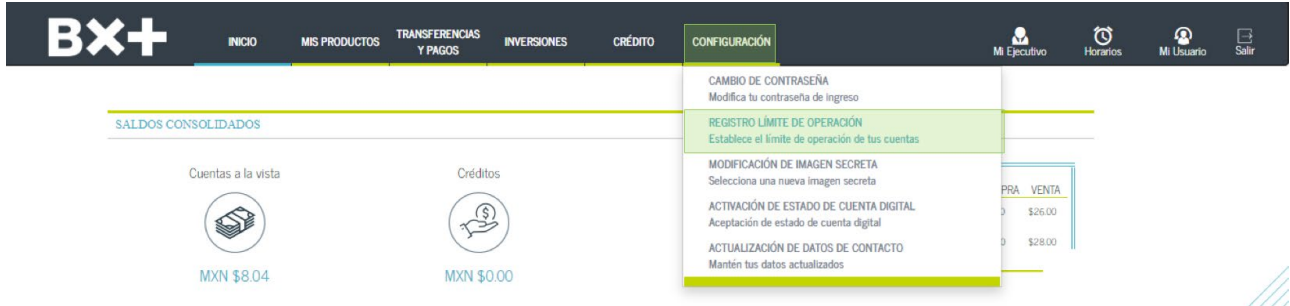 BX+
INICIO
MIS PRODUCTOS
TRANSFERENCIAS
Y PAGOS
INVERSIONES
CRÉDITO
CONFIGURACIÓN
Mi Ejecutivo
Horarios
Mi Usuario
Salir
CAMBIO DE CONTRASEÑA
Modifica tu contraseña de ingreso
REGISTRO LÍMITE DE OPERACIÓN
Establece el límite de operación de tus cuentas
MODIFICACIÓN DE IMAGEN SECRETA
Selecciona una nueva imagen secreta
ACTIVACIÓN DE ESTADO DE CUENTA DIGITAL
Aceptación de estado de cuenta digital
ACTUALIZACIÓN DE DATOS DE CONTACTO
Mantén tus datos actualizados
SALDOS CONSOLIDADOS
Cuentas a la vista
MXN $8.04
Créditos
MXN $0.00
PRA VENTA
0 $26.00
0 $28.00